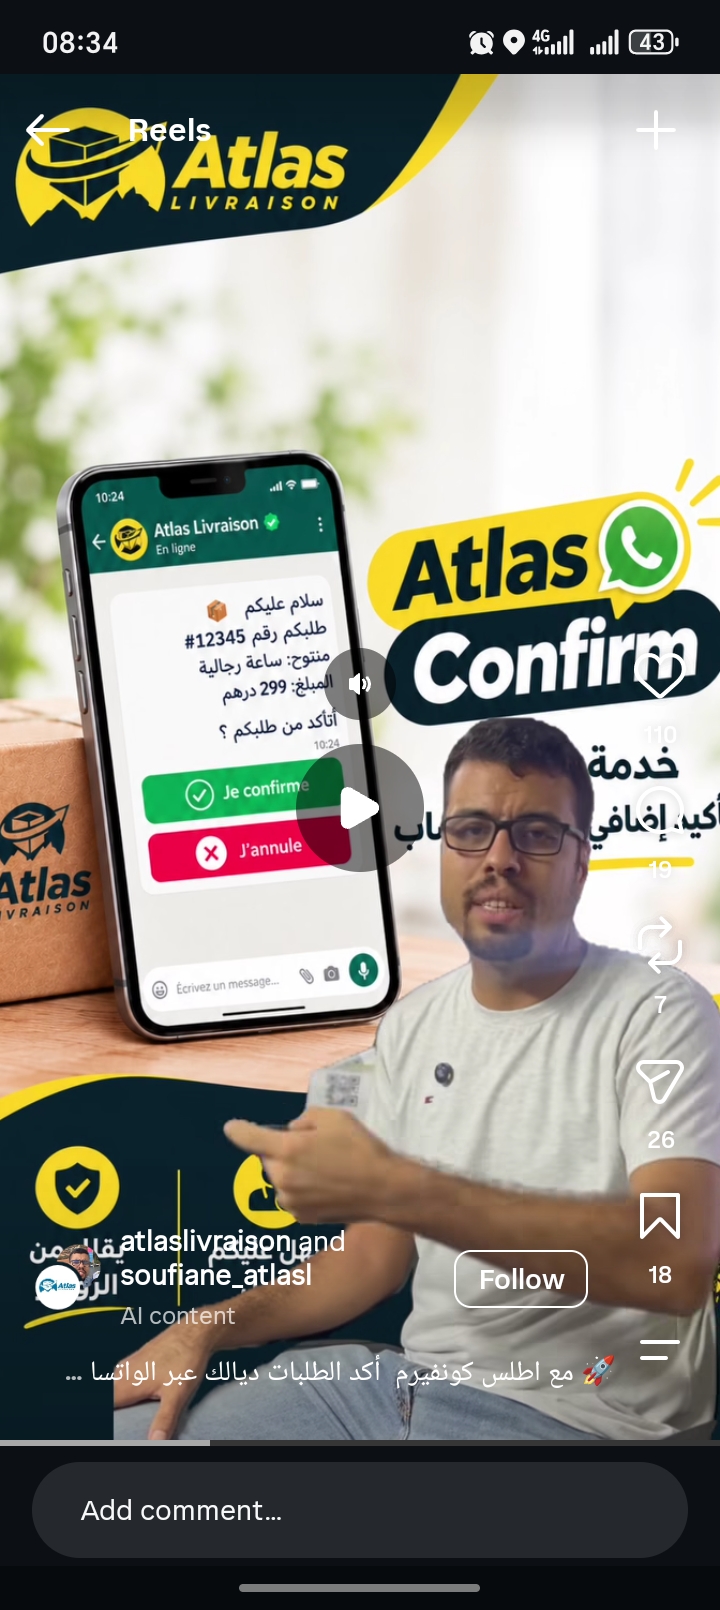 08:34
4G
43
Reels
Atlas
LIVRAISON
10:24
Atlas Livraison
En ligne
سلام عليكم 📦
طلبكم رقم 12345#
منتوج: ساعة رجالية
المبلغ: 299 درهم
أتأكد من طلبكم ؟
10:24
Je confirme
J'annule
Écrivez un message...
Atlas
Confirm
خدمة
إضافي
110
19
7
26
18
Atlas
LIVRAISON
يقلل من
atlaslivraison and
soufiane_atlasl
Follow
AI content
🚀 مع اطلس كونفيرم أكد الطلبات ديالك عبر الواتسا ...
Add comment...